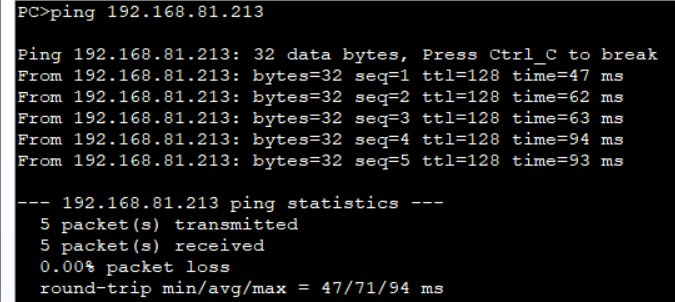 PC>ping 192.168.81.213
Ping 192.168.81.213: 32 data bytes, Press Ctrl_C to break
From 192.168.81.213: bytes=32 seq=1 ttl=128 time=47 ms
From 192.168.81.213: bytes=32 seq=2 ttl=128 time=62 ms
From 192.168.81.213: bytes=32 seq=3 ttl=128 time=63 ms
From 192.168.81.213: bytes=32 seq=4 ttl=128 time=94 ms
From 192.168.81.213: bytes=32 seq=5 ttl=128 time=93 ms
--- 192.168.81.213 ping statistics ---
5 packet(s) transmitted
5 packet(s) received
0.00% packet loss
round-trip min/avg/max = 47/71/94 ms